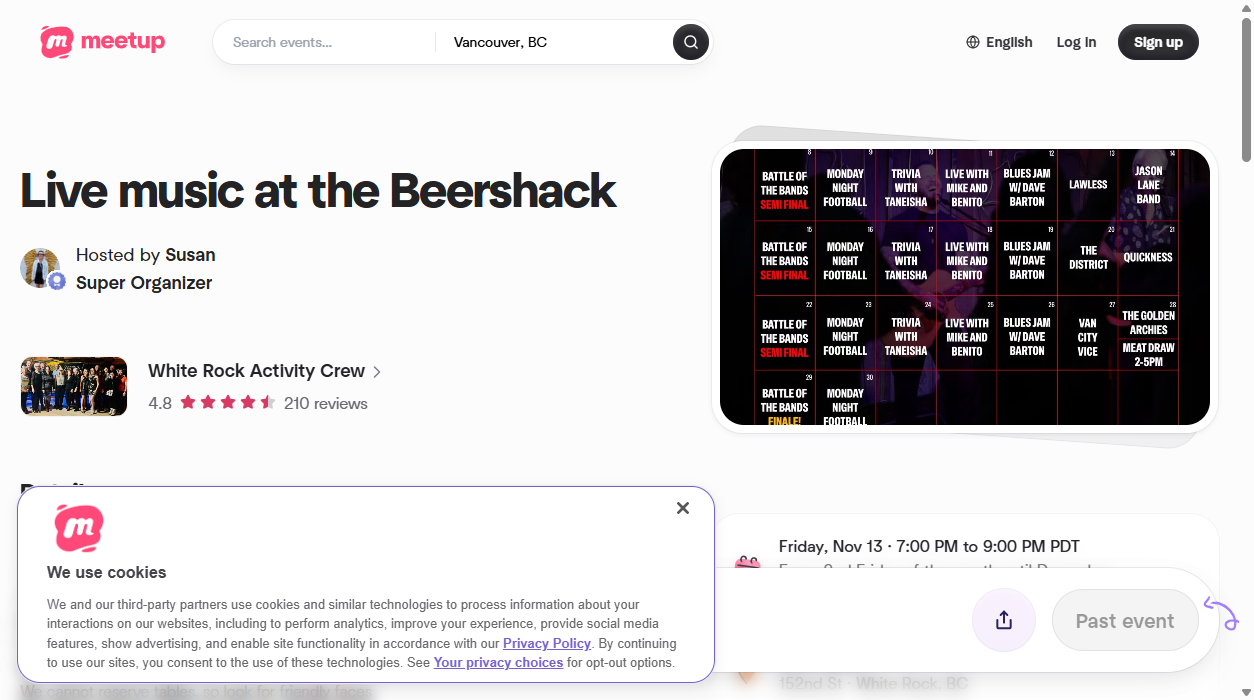 meetup
Search events...
Vancouver, BC
English
Log in
Sign up
Live music at the Beershack
Hosted by Susan
Super Organizer
White Rock Activity Crew
4.8
210 reviews
8 9 10 11 12 13 14
BATTLE OF THE BANDS SEMI FINAL
MONDAY NIGHT FOOTBALL
TRIVIA WITH TANEISHA
LIVE WITH MIKE AND BENITO
BLUES JAM W/ DAVE BARTON
LAWLESS
JASON LANE BAND
15 16 17 18 19 20 21
BATTLE OF THE BANDS SEMI FINAL
MONDAY NIGHT FOOTBALL
TRIVIA WITH TANEISHA
LIVE WITH MIKE AND BENITO
BLUES JAM W/ DAVE BARTON
THE DISTRICT
QUICKNESS
22 23 24 25 26 27 28
BATTLE OF THE BANDS SEMI FINAL
MONDAY NIGHT FOOTBALL
TRIVIA WITH TANEISHA
LIVE WITH MIKE AND BENITO
BLUES JAM W/ DAVE BARTON
VAN CITY VICE
THE GOLDEN ARCHIES
MEAT DRAW 2-5PM
29 30
BATTLE OF THE BANDS FINALE!
MONDAY NIGHT FOOTBALL
We use cookies
We and our third-party partners use cookies and similar technologies to process information about your
interactions on our websites, including to perform analytics, improve your experience, provide social media
features, show advertising, and enable site functionality in accordance with our Privacy Policy. By continuing
to use our sites, you consent to the use of these technologies. See Your privacy choices for opt-out options.
We cannot reserve tables, so look for friendly faces
Friday, Nov 13 · 7:00 PM to 9:00 PM PDT
Past event
152nd St · White Rock, BC